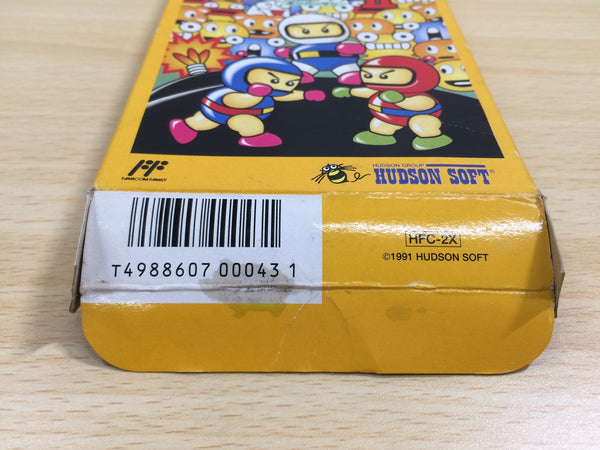 FAMICOM FAMILY
HUDSON GROUP
HUDSON SOFT
T4988607 00043 1
HFC-2X
©1991 HUDSON SOFT